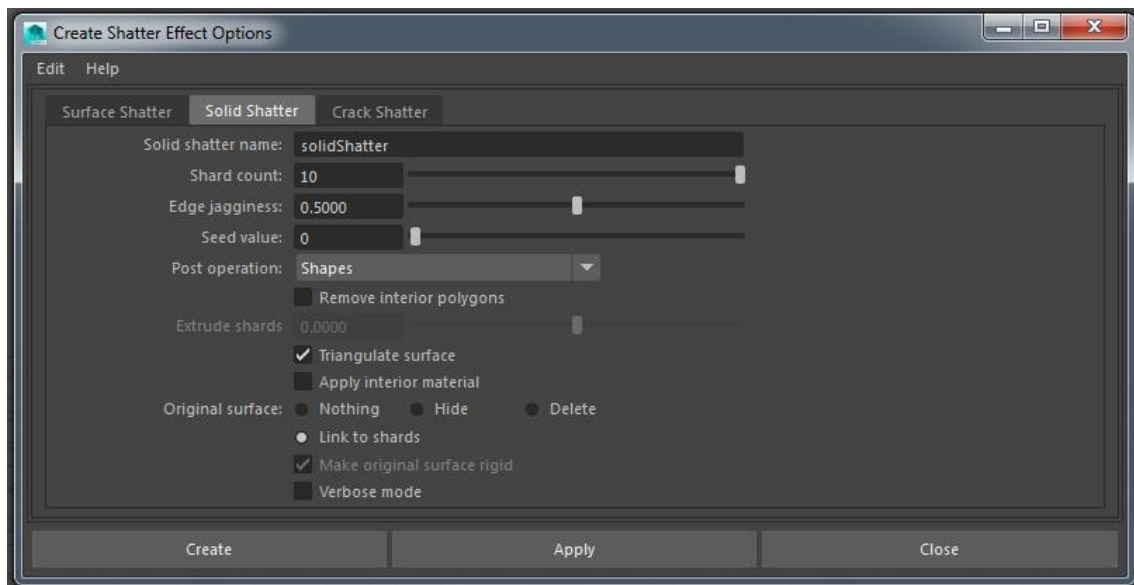 Create Shatter Effect Options
Edit Help
Surface Shatter Solid Shatter Crack Shatter
Solid shatter name: solidShatter
Shard count: 10
Edge jagginess: 0.5000
Seed value: 0
Post operation: Shapes
Remove interior polygons
Extrude shards 0.0000
Triangulate surface
Apply interior material
Original surface: Nothing Hide Delete
Link to shards
Make original surface rigid
Verbose mode
Create Apply Close